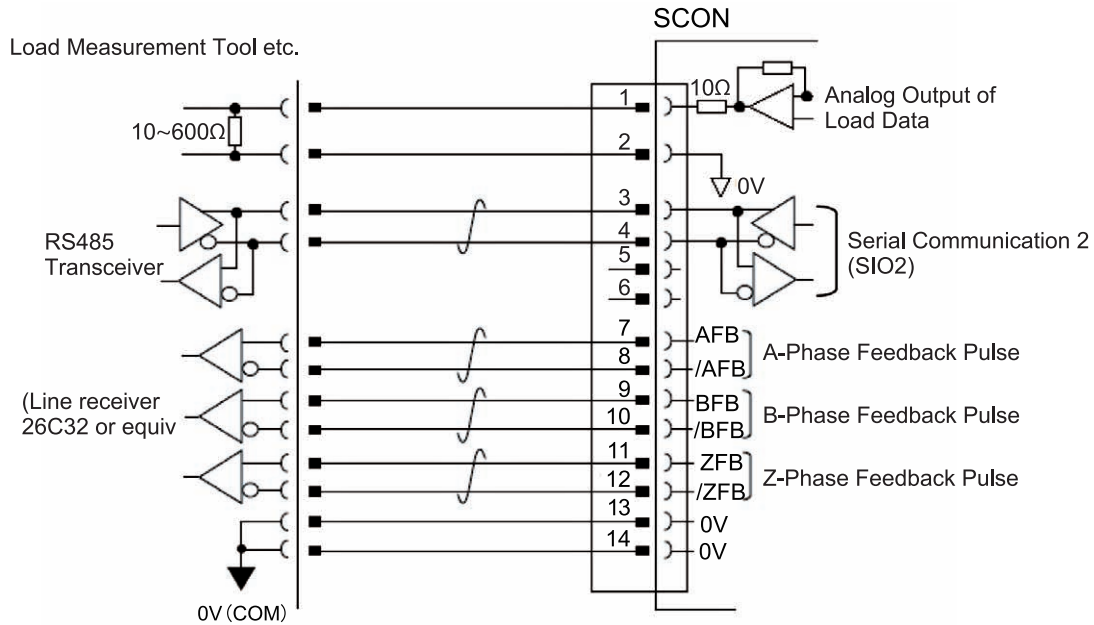 SCON
Load Measurement Tool etc.
1
10Ω
Analog Output of
Load Data
10~600Ω
2
0V
3
4
RS485
Transceiver
Serial Communication 2
(SIO2)
5
6
7
AFB
8
/AFB
A-Phase Feedback Pulse
(Line receiver
26C32 or equiv
9
BFB
10
/BFB
B-Phase Feedback Pulse
11
ZFB
12
/ZFB
Z-Phase Feedback Pulse
13
0V
14
0V
0V (COM)